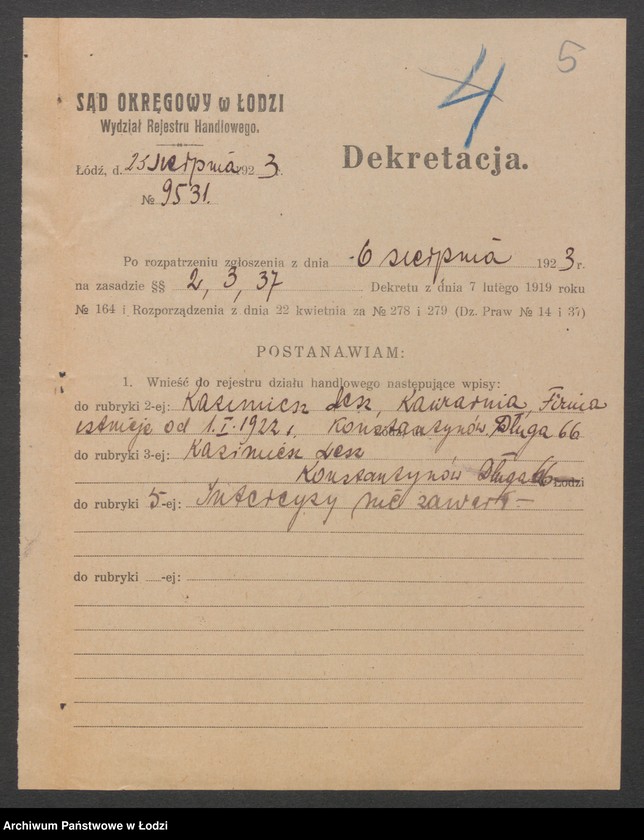 5
4
SĄD OKRĘGOWY w ŁODZI
Wydział Rejestru Handlowego.
Łódź, d. 25 sierpnia 1923 r.
№ 9531.
Dekretacja.
Po rozpatrzeniu zgłoszenia z dnia 6 sierpnia 1923 r.
na zasadzie §§ 2, 3, 37 Dekretu z dnia 7 lutego 1919 roku
№ 164 i Rozporządzenia z dnia 22 kwietnia za № 278 i 279 (Dz. Praw № 14 i 37)
POSTANAWIAM:
1. Wnieść do rejestru działu handlowego następujące wpisy:
do rubryki 2-ej: Kazimierz Lesz, Kawiarnia, Firma
istnieje od 1.I.1922 r. Konstantynów, Długa 66
do rubryki 3-ej: Kazimierz Lesz
Konstantynów Długa 66 Łodzi
do rubryki 5-ej: Intercyzy nie zawarł —
do rubryki -ej:
Archiwum Państwowe w Łodzi